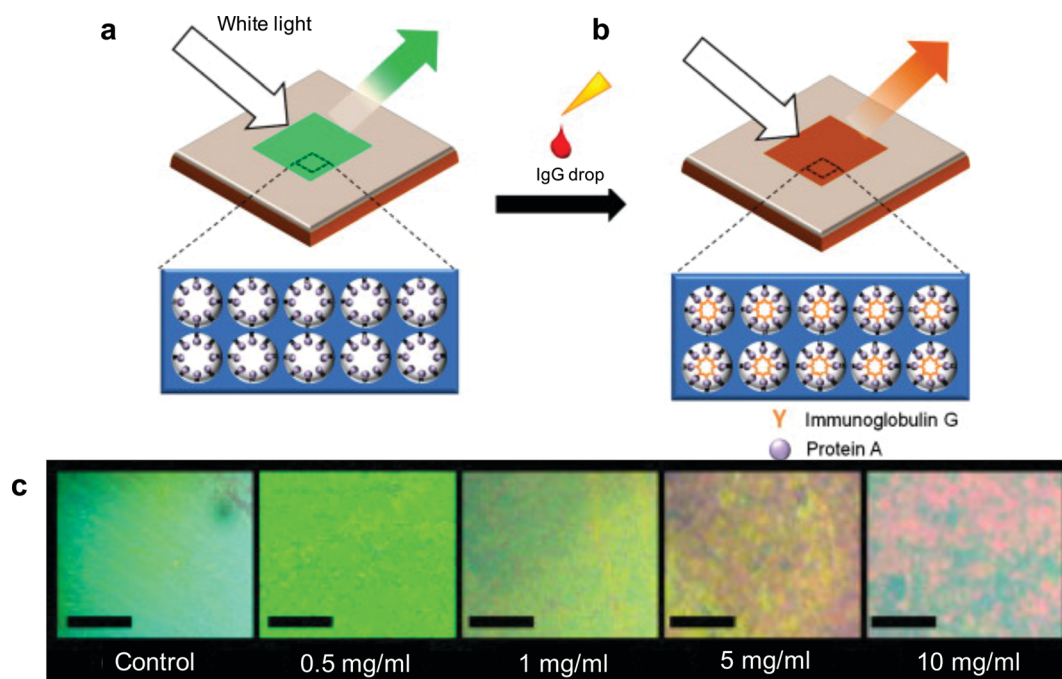 a
White light
b
IgG drop
Immunoglobulin G
Protein A
c
Control
0.5 mg/ml
1 mg/ml
5 mg/ml
10 mg/ml